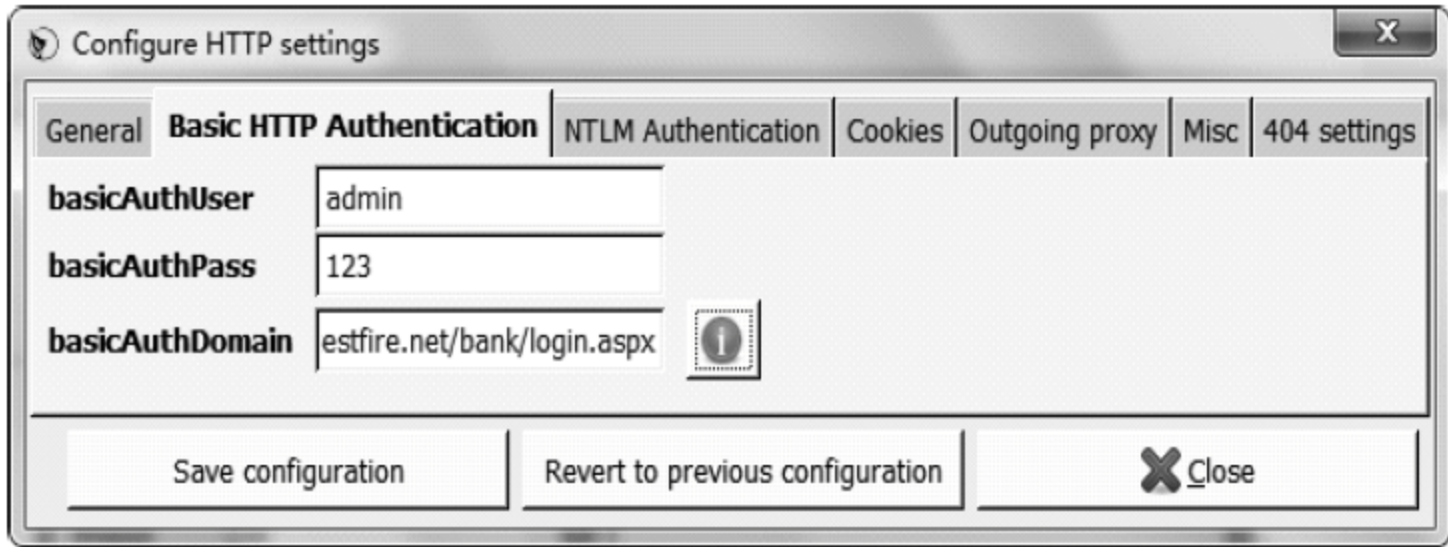 Configure HTTP settings
General Basic HTTP Authentication NTLM Authentication Cookies Outgoing proxy Misc 404 settings
basicAuthUser admin
basicAuthPass 123
basicAuthDomain estfire.net/bank/login.aspx
Save configuration Revert to previous configuration Close